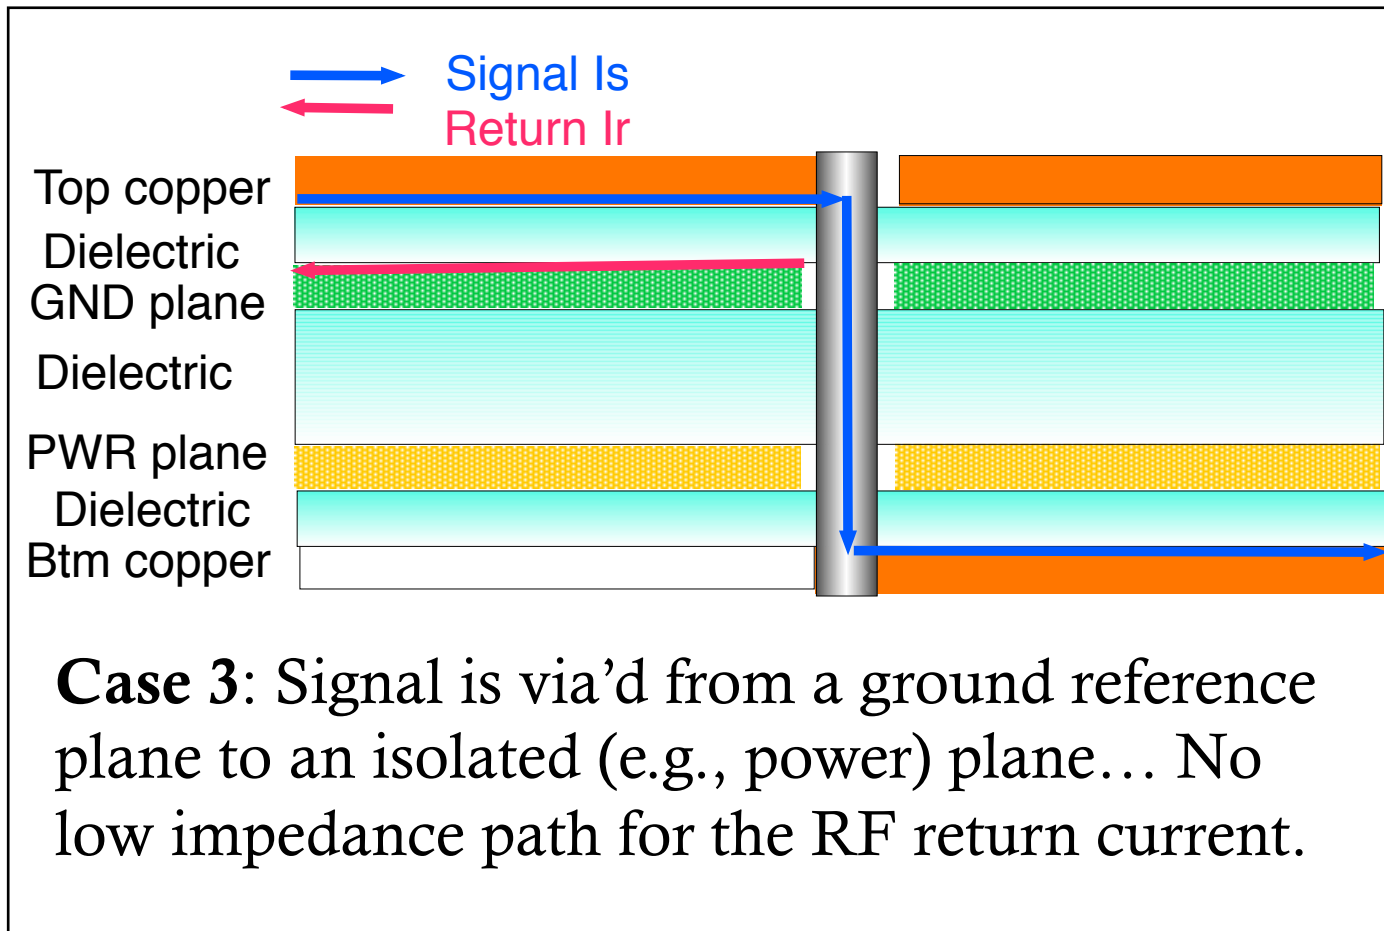 Signal Is
Return Ir
Top copper
Dielectric
GND plane
Dielectric
PWR plane
Dielectric
Btm copper
Case 3: Signal is via’d from a ground reference
plane to an isolated (e.g., power) plane… No
low impedance path for the RF return current.